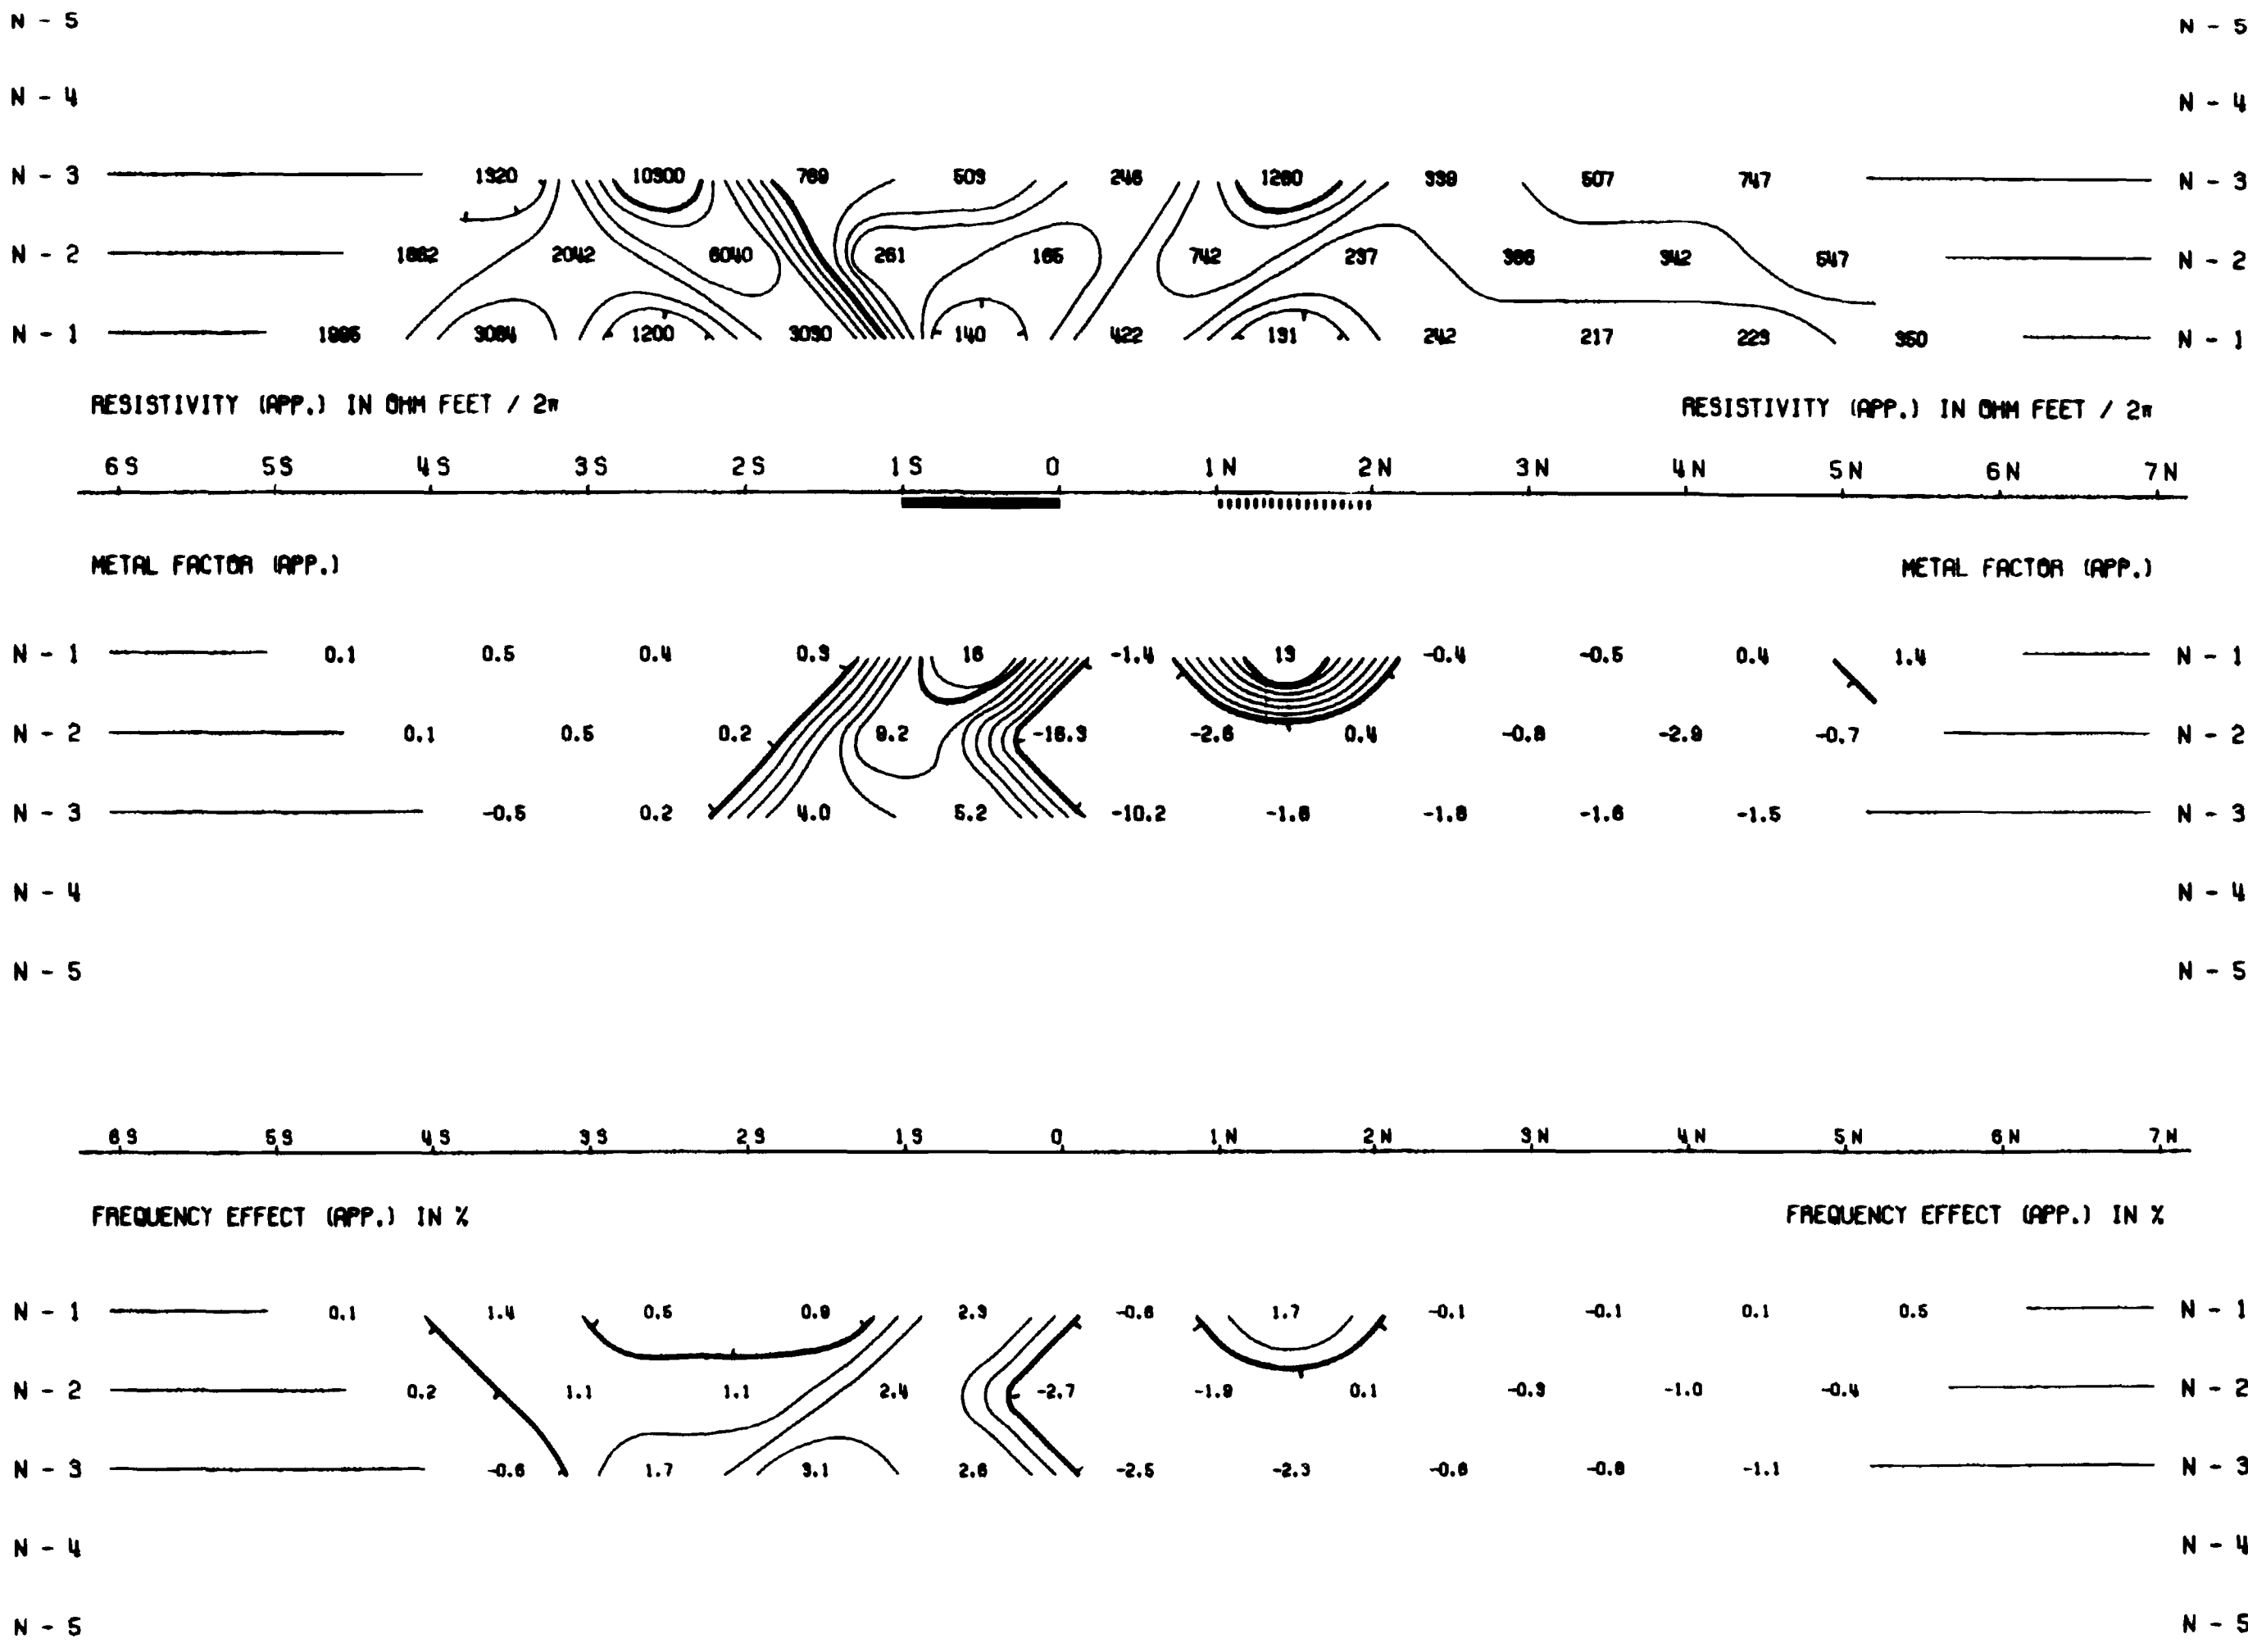 N - 5 N - 5
N - 4 N - 4
N - 3 1320 10300 769 503 246 1260 339 507 747 N - 3
N - 2 1882 2042 6040 261 165 742 237 386 342 547 N - 2
N - 1 1995 3084 1200 3030 140 422 131 242 217 223 350 N - 1
RESISTIVITY (APP.) IN OHM FEET / 2π RESISTIVITY (APP.) IN OHM FEET / 2π
6S 5S 4S 3S 2S 1S 0 1N 2N 3N 4N 5N 6N 7N
METAL FACTOR (APP.) METAL FACTOR (APP.)
N - 1 0.1 0.5 0.4 0.3 16 -1.4 13 -0.4 -0.5 0.4 1.4 N - 1
N - 2 0.1 0.5 0.2 9.2 -16.3 -2.6 0.4 -0.8 -2.9 -0.7 N - 2
N - 3 -0.5 0.2 4.0 5.2 -10.2 -1.8 -1.8 -1.6 -1.5 N - 3
N - 4 N - 4
N - 5 N - 5
6S 5S 4S 3S 2S 1S 0 1N 2N 3N 4N 5N 6N 7N
FREQUENCY EFFECT (APP.) IN % FREQUENCY EFFECT (APP.) IN %
N - 1 0.1 1.4 0.5 0.9 2.3 -0.6 1.7 -0.1 -0.1 0.1 0.5 N - 1
N - 2 0.2 1.1 1.1 2.4 -2.7 -1.9 0.1 -0.3 -1.0 -0.4 N - 2
N - 3 -0.6 1.7 3.1 2.6 -2.5 -2.3 -0.6 -0.8 -1.1 N - 3
N - 4 N - 4
N - 5 N - 5